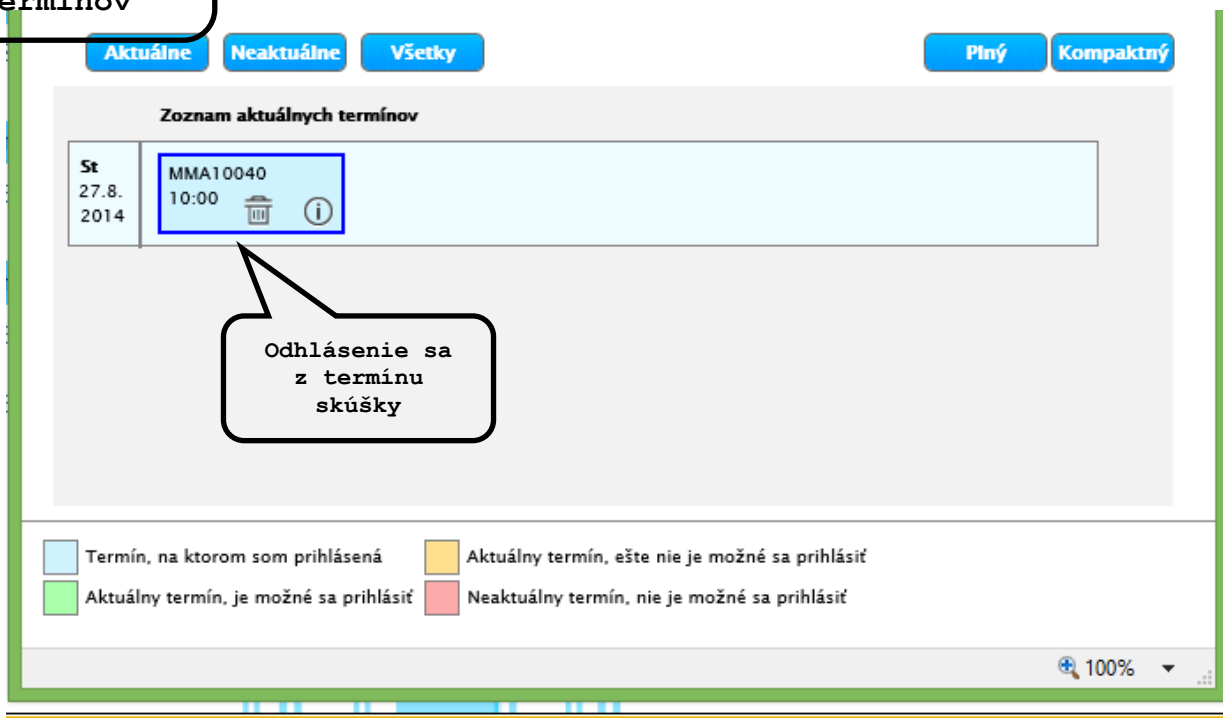 Aktuálne Neaktuálne Všetky Plný Kompaktný
Zoznam aktuálnych termínov
St
27.8.
2014
MMA10040
10:00
Odhlásenie sa
z termínu
skúšky
Termín, na ktorom som prihlásená
Aktuálny termín, ešte nie je možné sa prihlásiť
Aktuálny termín, je možné sa prihlásiť
Neaktuálny termín, nie je možné sa prihlásiť
100%